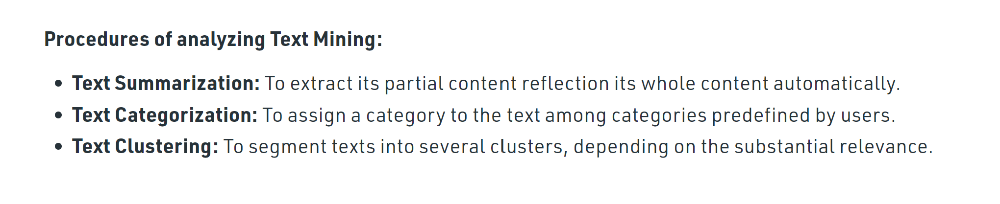 Procedures of analyzing Text Mining:
• Text Summarization: To extract its partial content reflection its whole content automatically.
• Text Categorization: To assign a category to the text among categories predefined by users.
• Text Clustering: To segment texts into several clusters, depending on the substantial relevance.